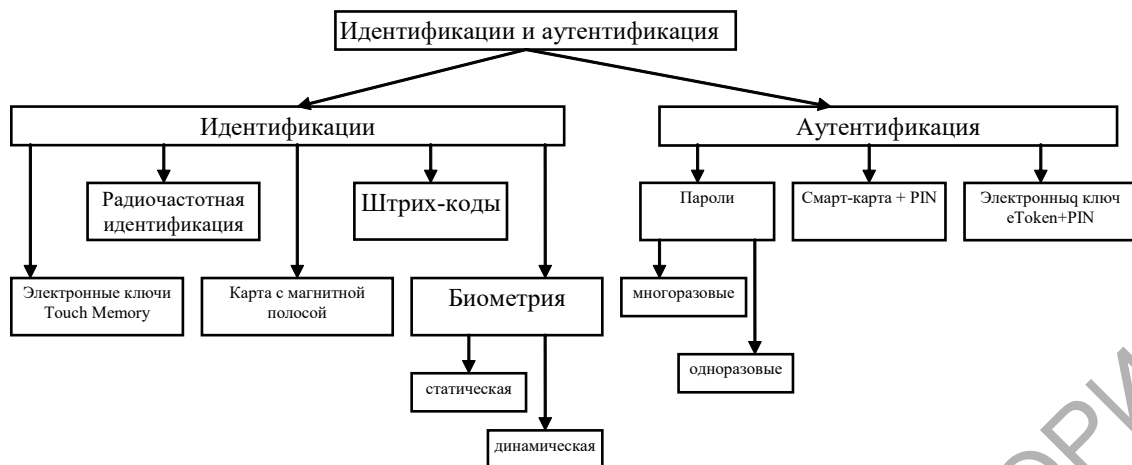 Идентификации и аутентификация
Идентификации
Аутентификация
Радиочастотная
идентификация
Штрих-коды
Пароли
Смарт-карта + PIN
Электронныq ключ
eToken+PIN
Электронные ключи
Touch Memory
Карта с магнитной
полосой
Биометрия
многоразовые
статическая
одноразовые
динамическая